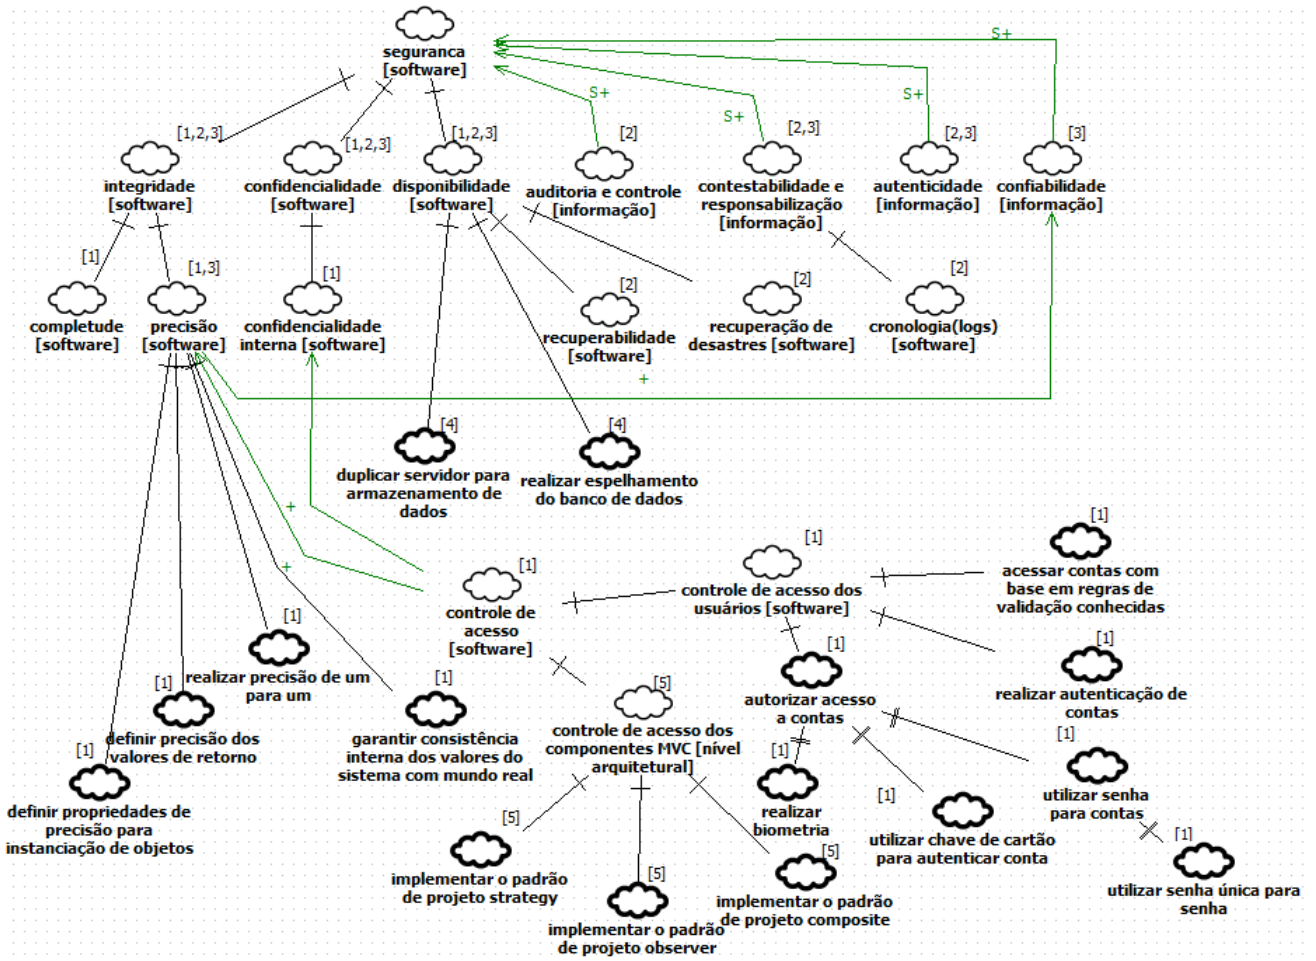 seguranca
[software]
S+
S+
S+
S+
[1,2,3]
integridade
[software]
[1,2,3]
confidencialidade
[software]
[1,2,3]
disponibilidade
[software]
[2]
auditoria e controle
[informação]
[2,3]
contestabilidade e
responsabilização
[informação]
[2,3]
autenticidade
[informação]
[3]
confiabilidade
[informação]
[1]
completude
[software]
[1,3]
precisão
[software]
[1]
confidencialidade
interna [software]
[2]
recuperabilidade
[software]
[2]
recuperação de
desastres [software]
[2]
cronologia(logs)
[software]
+
[4]
duplicar servidor para
armazenamento de
dados
[4]
realizar espelhamento
do banco de dados
+
+
[1]
controle de
acesso
[software]
[1]
controle de acesso dos
usuários [software]
[1]
acessar contas com
base em regras de
validação conhecidas
[1]
realizar precisão de um
para um
[1]
definir precisão dos
valores de retorno
[1]
garantir consistência
interna dos valores do
sistema com mundo real
[5]
controle de acesso dos
componentes MVC [nível
arquitetural]
[1]
autorizar acesso
a contas
[1]
realizar autenticação de
contas
[1]
definir propriedades de
precisão para
instanciação de objetos
[1]
realizar
biometria
[1]
utilizar chave de cartão
para autenticar conta
[1]
utilizar senha
para contas
[1]
utilizar senha única para
senha
[5]
implementar o padrão
de projeto strategy
[5]
implementar o padrão
de projeto observer
[5]
implementar o padrão
de projeto composite